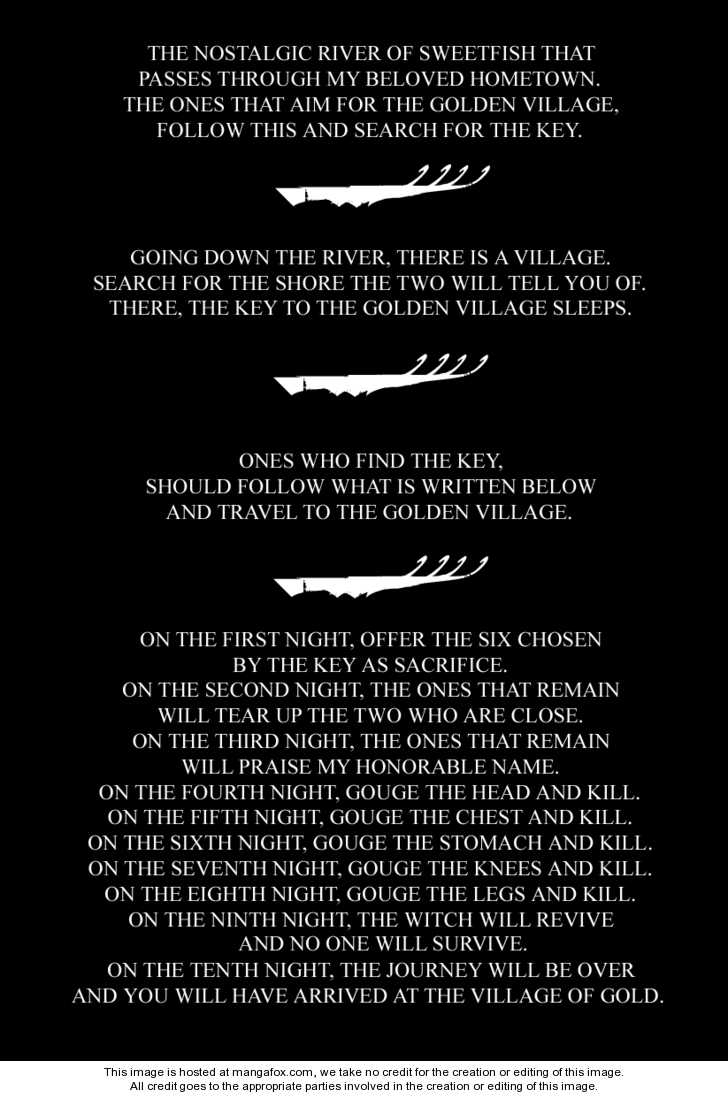 THE NOSTALGIC RIVER OF SWEETFISH THAT
PASSES THROUGH MY BELOVED HOMETOWN.
THE ONES THAT AIM FOR THE GOLDEN VILLAGE,
FOLLOW THIS AND SEARCH FOR THE KEY.
GOING DOWN THE RIVER, THERE IS A VILLAGE.
SEARCH FOR THE SHORE THE TWO WILL TELL YOU OF.
THERE, THE KEY TO THE GOLDEN VILLAGE SLEEPS.
ONES WHO FIND THE KEY,
SHOULD FOLLOW WHAT IS WRITTEN BELOW
AND TRAVEL TO THE GOLDEN VILLAGE.
ON THE FIRST NIGHT, OFFER THE SIX CHOSEN
BY THE KEY AS SACRIFICE.
ON THE SECOND NIGHT, THE ONES THAT REMAIN
WILL TEAR UP THE TWO WHO ARE CLOSE.
ON THE THIRD NIGHT, THE ONES THAT REMAIN
WILL PRAISE MY HONORABLE NAME.
ON THE FOURTH NIGHT, GOUGE THE HEAD AND KILL.
ON THE FIFTH NIGHT, GOUGE THE CHEST AND KILL.
ON THE SIXTH NIGHT, GOUGE THE STOMACH AND KILL.
ON THE SEVENTH NIGHT, GOUGE THE KNEES AND KILL.
ON THE EIGHTH NIGHT, GOUGE THE LEGS AND KILL.
ON THE NINTH NIGHT, THE WITCH WILL REVIVE
AND NO ONE WILL SURVIVE.
ON THE TENTH NIGHT, THE JOURNEY WILL BE OVER
AND YOU WILL HAVE ARRIVED AT THE VILLAGE OF GOLD.
This image is hosted at mangafox.com, we take no credit for the creation or editing of this image.
All credit goes to the appropriate parties involved in the creation or editing of this image.